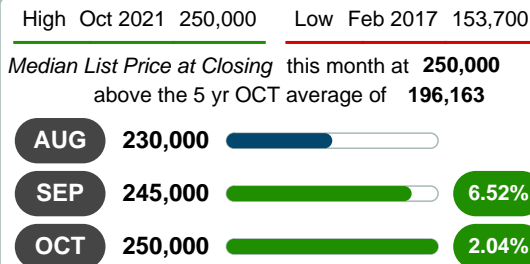 High Oct 2021 250,000 Low Feb 2017 153,700
Median List Price at Closing this month at 250,000
above the 5 yr OCT average of 196,163
AUG 230,000
SEP 245,000 6.52%
OCT 250,000 2.04%